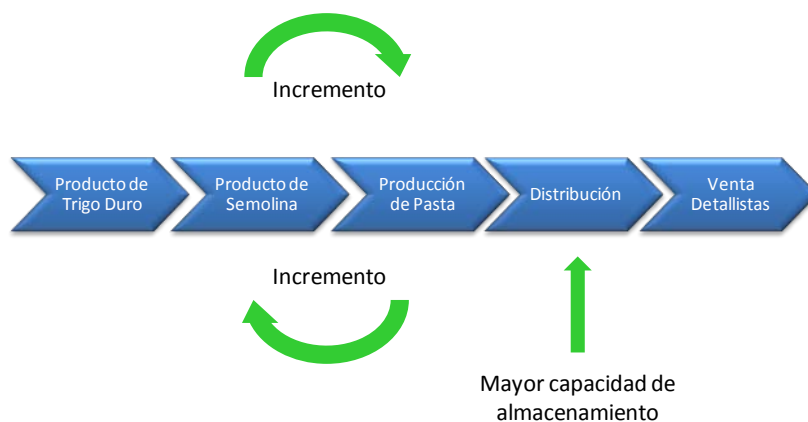 Incremento
Producto de
Trigo Duro
Producto de
Semolina
Producción
de Pasta
Distribución
Venta
Detallistas
Incremento
Mayor capacidad de
almacenamiento